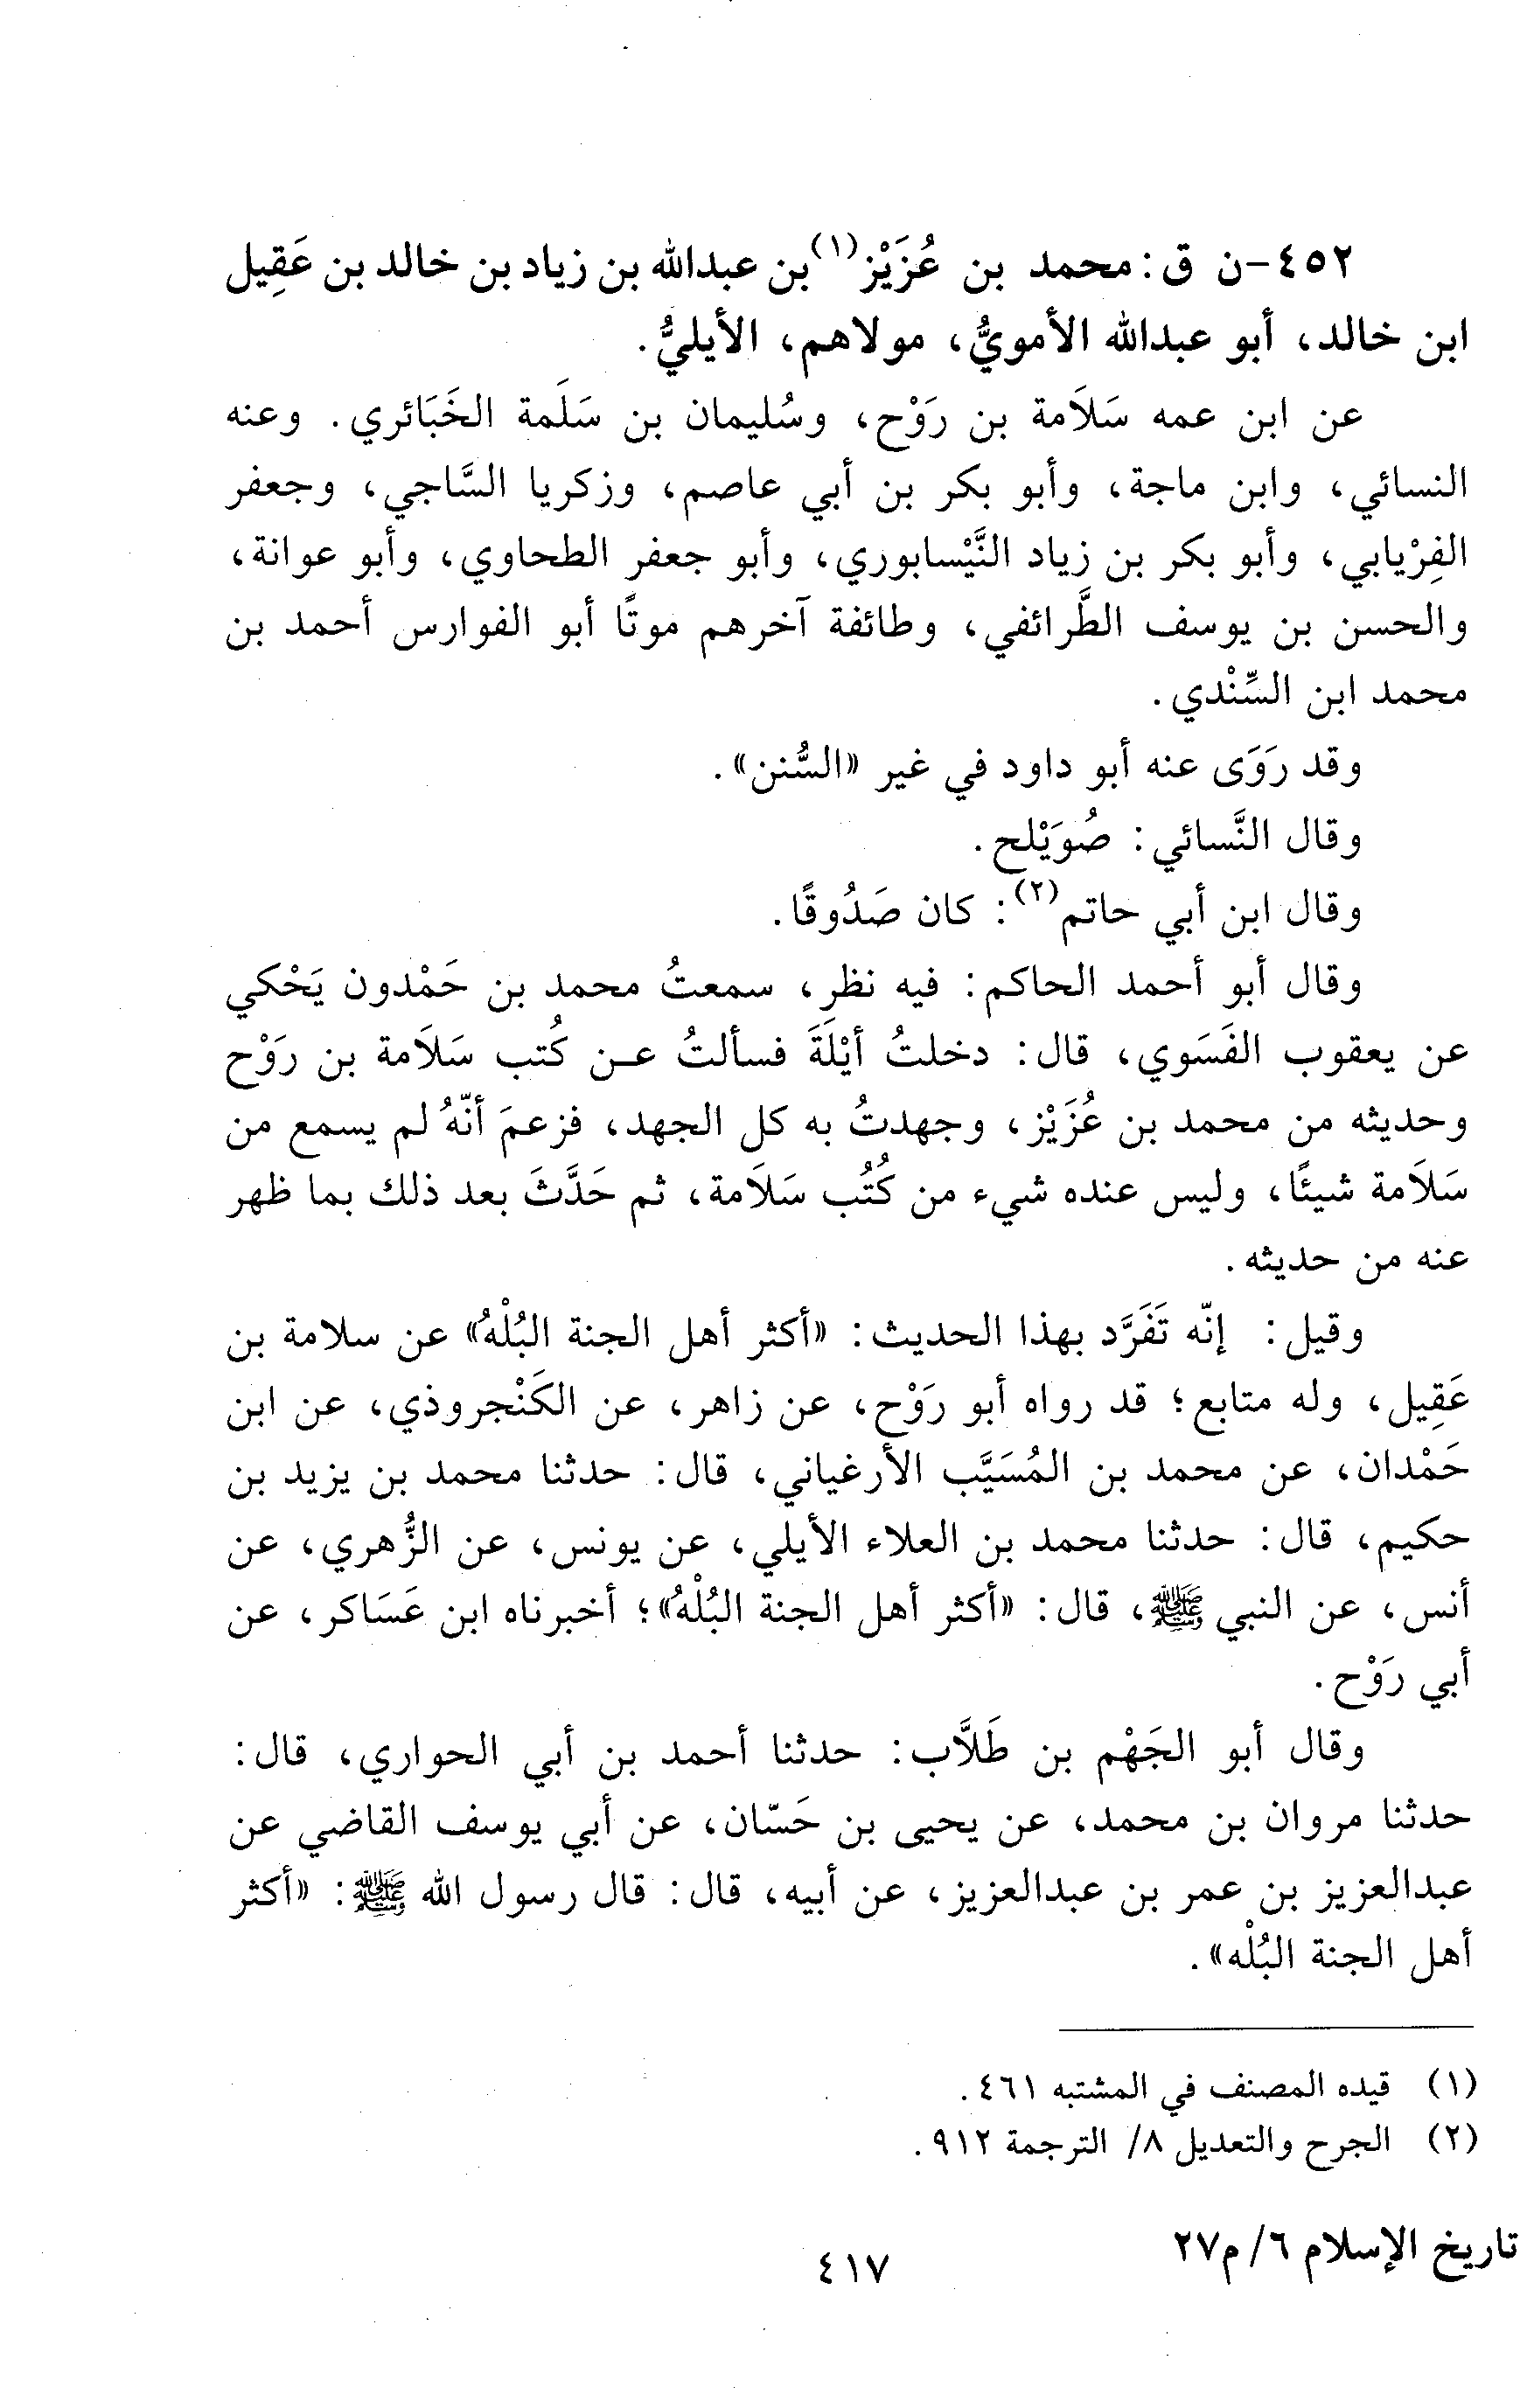 ٤٥٢-ن ق: محمد بن عُزَيْز(١) بن عبدالله بن زياد بن خالد بن عَقِيل
ابن خالد، أبو عبدالله الأمويُّ، مولاهم، الأيليُّ.
عن ابن عمه سَلاَمة بن رَوْح، وسُليمان بن سَلَمة الخَبَائري. وعنه
النسائي، وابن ماجة، وأبو بكر بن أبي عاصم، وزكريا السَّاجي، وجعفر
الفِرْيابي، وأبو بكر بن زياد النَّيْسابوري، وأبو جعفر الطحاوي، وأبو عوانة،
والحسن بن يوسف الطَّرائفي، وطائفة آخرهم موتًا أبو الفوارس أحمد بن
محمد ابن السِّنْدي.
وقد رَوَى عنه أبو داود في غير «السُّنن».
وقال النَّسائي: صُوَيْلح.
وقال ابن أبي حاتم(٢): كان صَدُوقًا.
وقال أبو أحمد الحاكم: فيه نظر، سمعتُ محمد بن حَمْدون يَحْكي
عن يعقوب الفَسَوي، قال: دخلتُ أيْلَةَ فسألتُ عـن كُتب سَلاَمة بن رَوْح
وحديثه من محمد بن عُزَيْز، وجهدتُ به كل الجهد، فزعمَ أنّهُ لم يسمع من
سَلاَمة شيئًا، وليس عنده شيء من كُتُب سَلاَمة، ثم حَدَّثَ بعد ذلك بما ظهر
عنه من حديثه.
وقيل: إنّه تَفَرَّد بهذا الحديث: «أكثر أهل الجنة البُلْهُ» عن سلامة بن
عَقِيل، وله متابع؛ قد رواه أبو رَوْح، عن زاهر، عن الكَنْجروذي، عن ابن
حَمْدان، عن محمد بن المُسَيَّب الأرغياني، قال: حدثنا محمد بن يزيد بن
حكيم، قال: حدثنا محمد بن العلاء الأيلي، عن يونس، عن الزُّهري، عن
أنس، عن النبي ﷺ، قال: «أكثر أهل الجنة البُلْهُ»؛ أخبرناه ابن عَسَاكر، عن
أبي رَوْح.
وقال أبو الجَهْم بن طَلَّاب: حدثنا أحمد بن أبي الحواري، قال:
حدثنا مروان بن محمد، عن يحيى بن حَسّان، عن أبي يوسف القاضي عن
عبدالعزيز بن عمر بن عبدالعزيز، عن أبيه، قال: قال رسول الله ﷺ: «أكثر
أهل الجنة البُلْه».
(١) قيده المصنف في المشتبه ٤٦١.
(٢) الجرح والتعديل ٨/ الترجمة ٩١٢.
تاريخ الإسلام ٦/ م٢٧
٤١٧